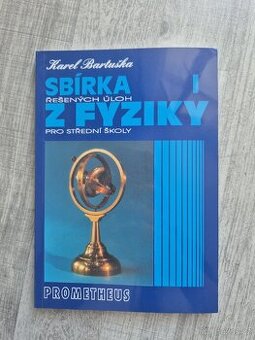 Karel Bartuška
SBÍRKA I
ŘEŠENÝCH ÚLOH
Z FYZIKY
PRO STŘEDNÍ ŠKOLY
PROMETHEUS